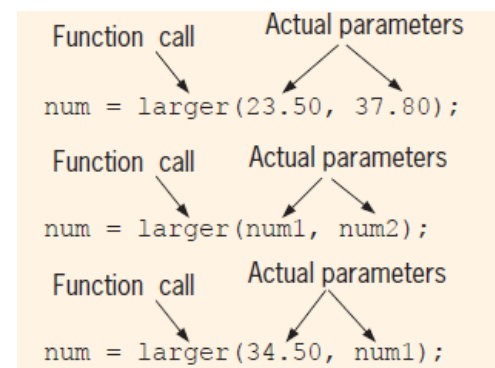 Function call Actual parameters
num = larger(23.50, 37.80);
Function call Actual parameters
num = larger(num1, num2);
Function call Actual parameters
num = larger(34.50, num1);